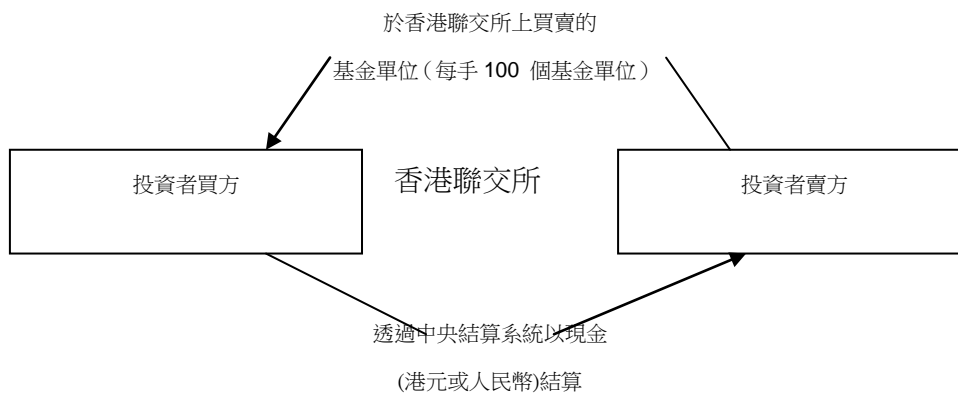 於香港聯交所上買賣的
基金單位（每手 100 個基金單位）
投資者買方
香港聯交所
投資者賣方
透過中央結算系統以現金
(港元或人民幣)結算